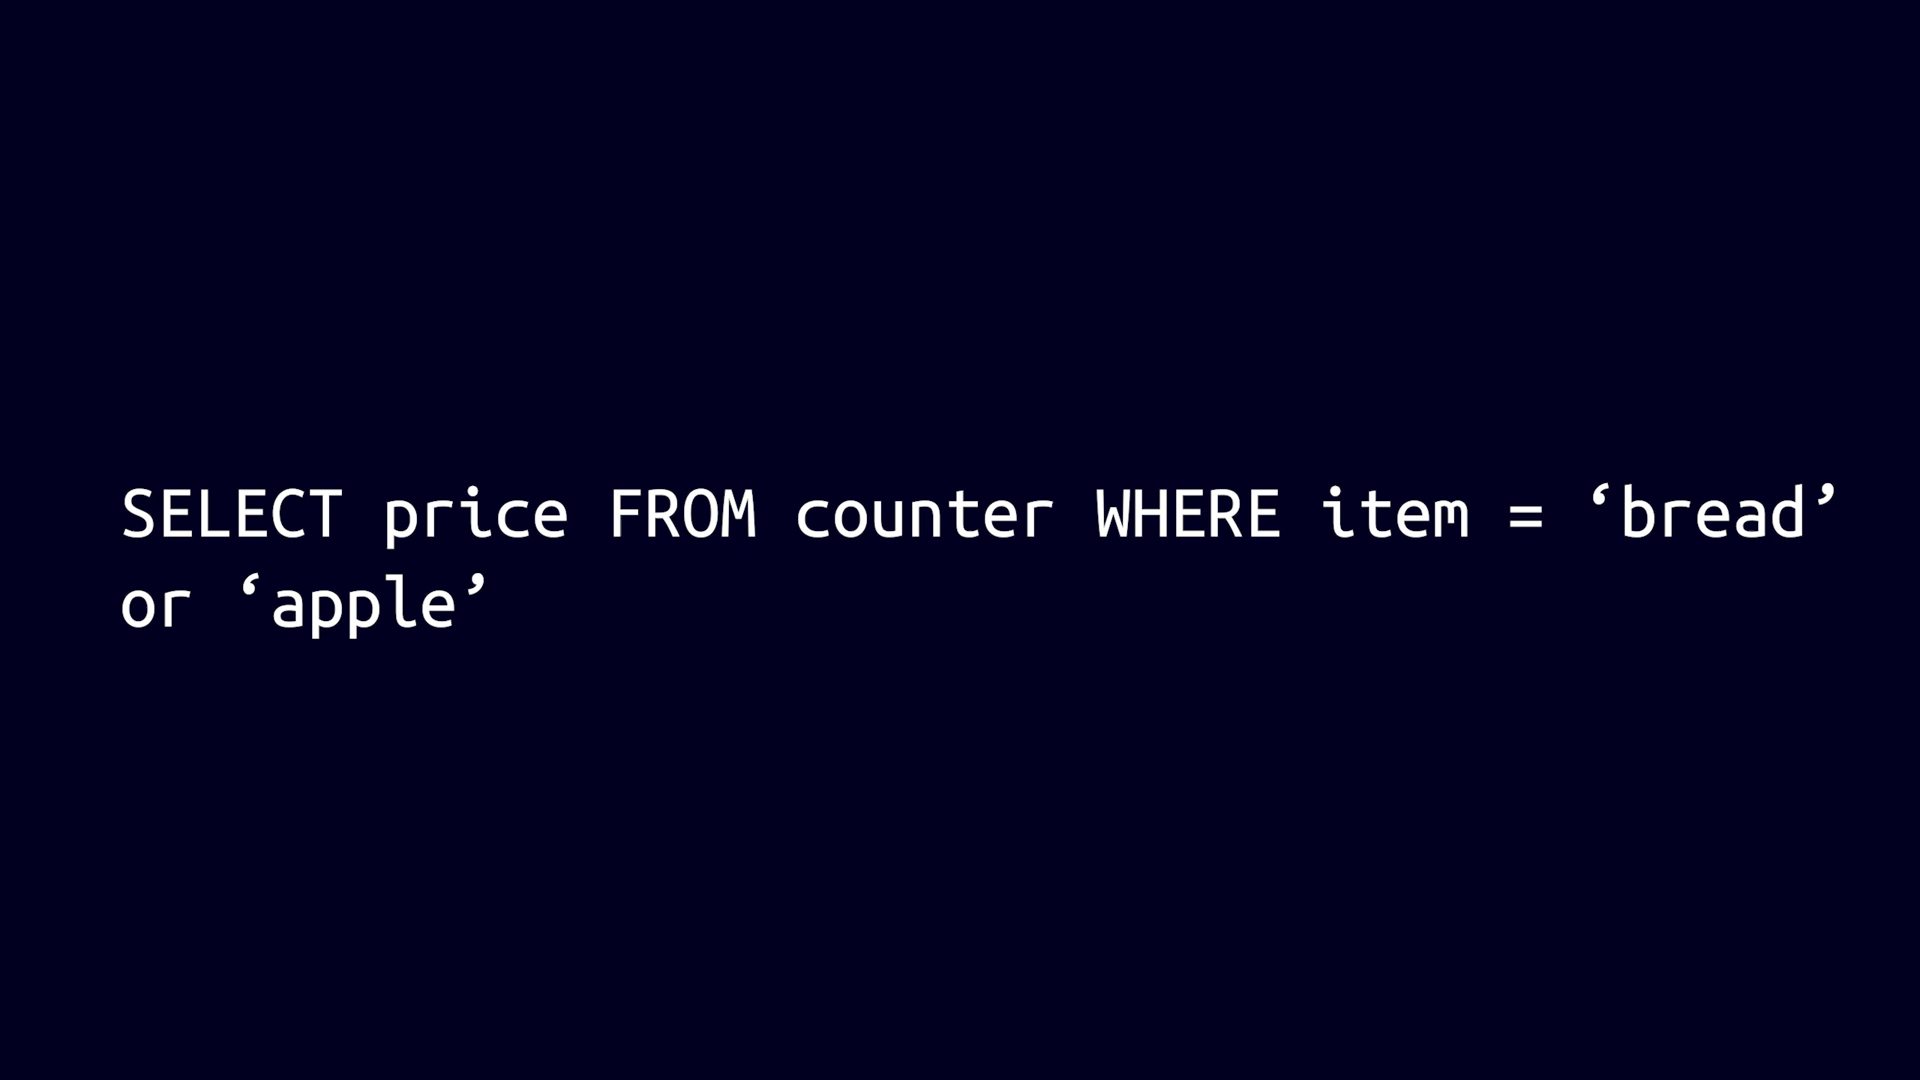 SELECT price FROM counter WHERE item = ‘bread’
or ‘apple’